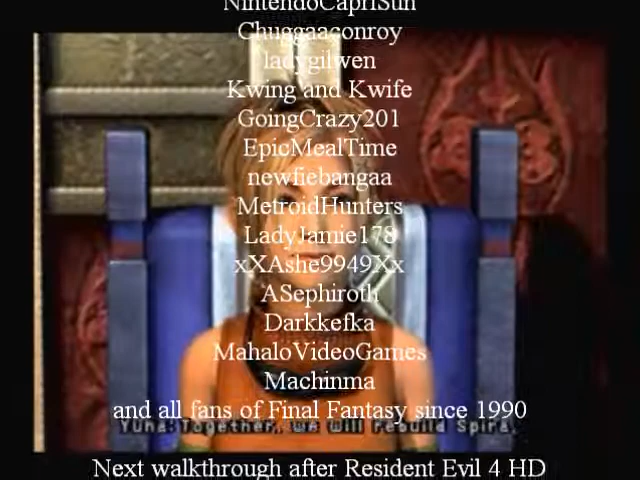 NintendoCapriSun
Chuggaaconroy
ladygilwen
Kwing and Kwife
GoingCrazy201
EpicMealTime
newfiebangaa
MetroidHunters
LadyJamie178
xXAshe9949Xx
ASephiroth
Darkkefka
MahaloVideoGames
Machinma
and all fans of Final Fantasy since 1990
Yuna: Together, we will rebuild Spira.
Next walkthrough after Resident Evil 4 HD